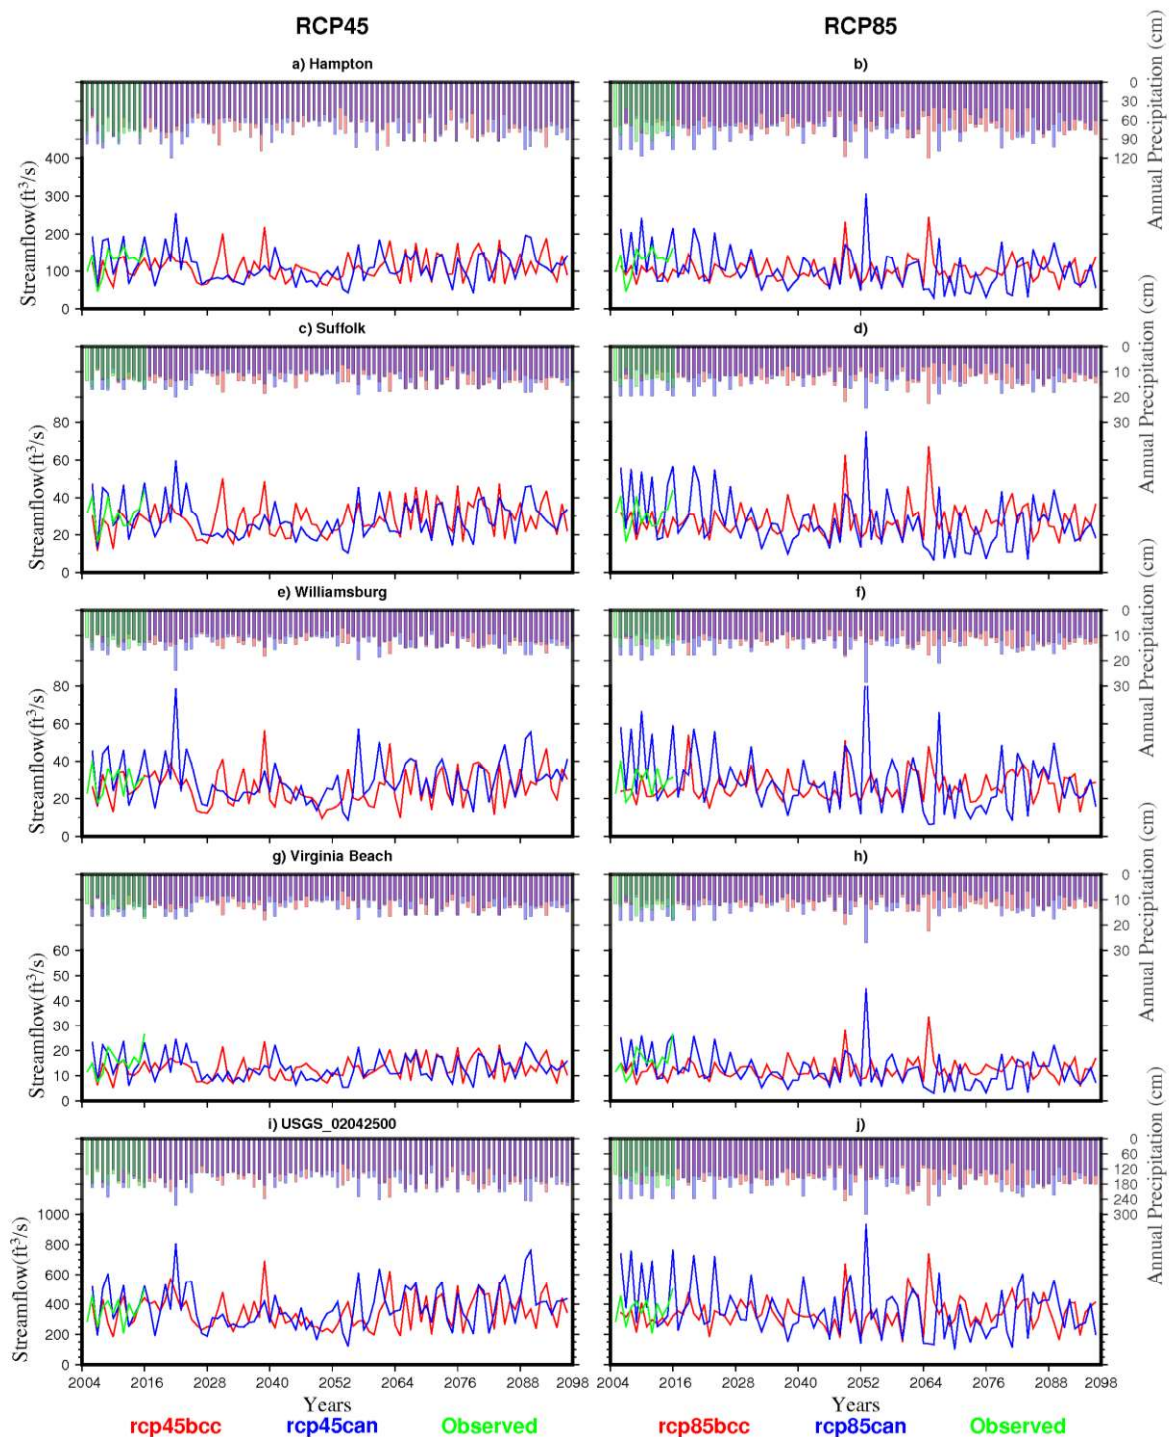 RCP45 RCP85
a) Hampton b)
Streamflow(ft³/s) 400 300 200 100 0
0 30 60 90 120 Annual Precipitation (cm)
c) Suffolk d)
Streamflow(ft³/s) 80 60 40 20 0
0 10 20 30 Annual Precipitation (cm)
e) Williamsburg f)
Streamflow(ft³/s) 80 60 40 20 0
0 10 20 30 Annual Precipitation (cm)
g) Virginia Beach h)
Streamflow(ft³/s) 60 50 40 30 20 10 0
0 10 20 30 Annual Precipitation (cm)
i) USGS_02042500 j)
Streamflow(ft³/s) 1000 800 600 400 200 0
0 60 120 180 240 300 Annual Precipitation (cm)
2004 2016 2028 2040 2052 2064 2076 2088 2098 2004 2016 2028 2040 2052 2064 2076 2088 2098
Years Years
rcp45bcc rcp45can Observed rcp85bcc rcp85can Observed